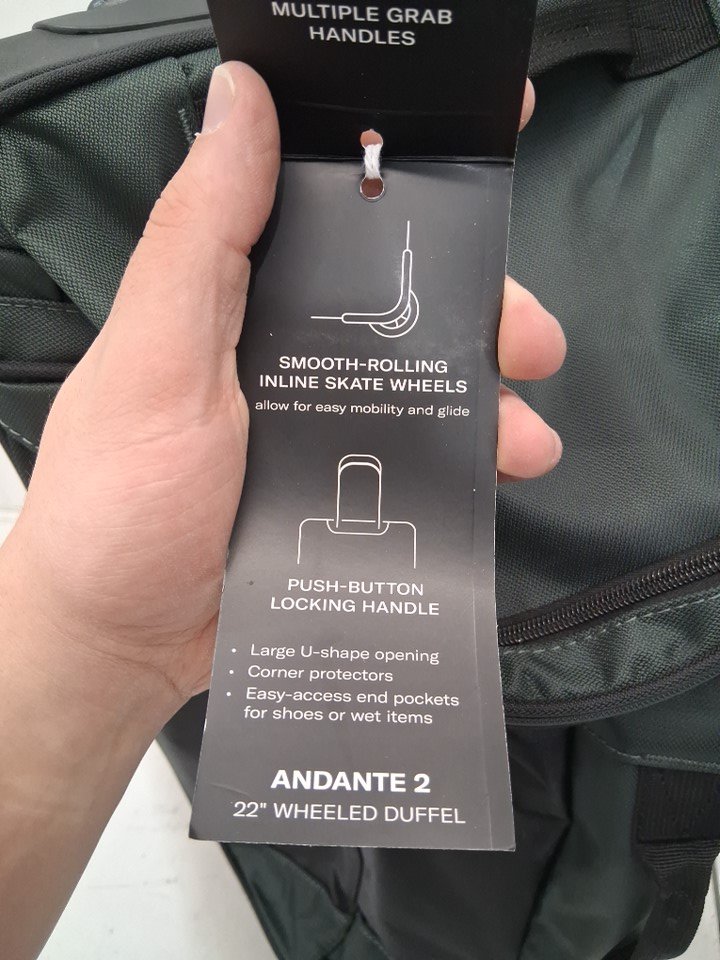 MULTIPLE GRAB
HANDLES
SMOOTH-ROLLING
INLINE SKATE WHEELS
allow for easy mobility and glide
PUSH-BUTTON
LOCKING HANDLE
• Large U-shape opening
• Corner protectors
• Easy-access end pockets
for shoes or wet items
ANDANTE 2
22" WHEELED DUFFEL